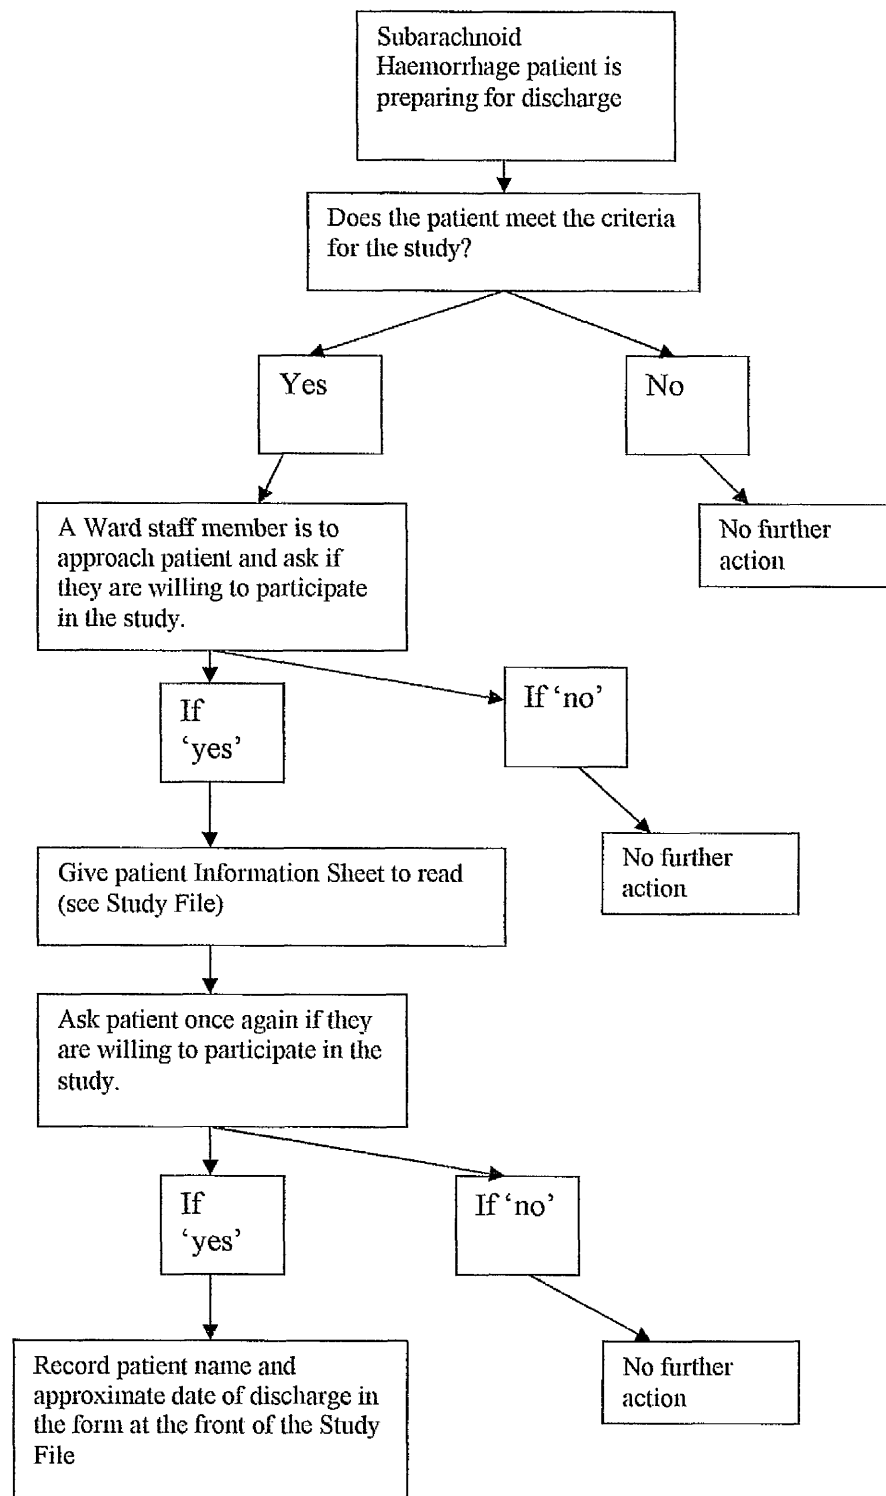 Subarachnoid
Haemorrhage patient is
preparing for discharge
Does the patient meet the criteria
for the study?
Yes
No
A Ward staff member is to
approach patient and ask if
they are willing to participate
in the study.
No further
action
If
‘yes’
If ‘no’
Give patient Information Sheet to read
(see Study File)
No further
action
Ask patient once again if they
are willing to participate in the
study.
If
‘yes’
If ‘no’
Record patient name and
approximate date of discharge in
the form at the front of the Study
File
No further
action